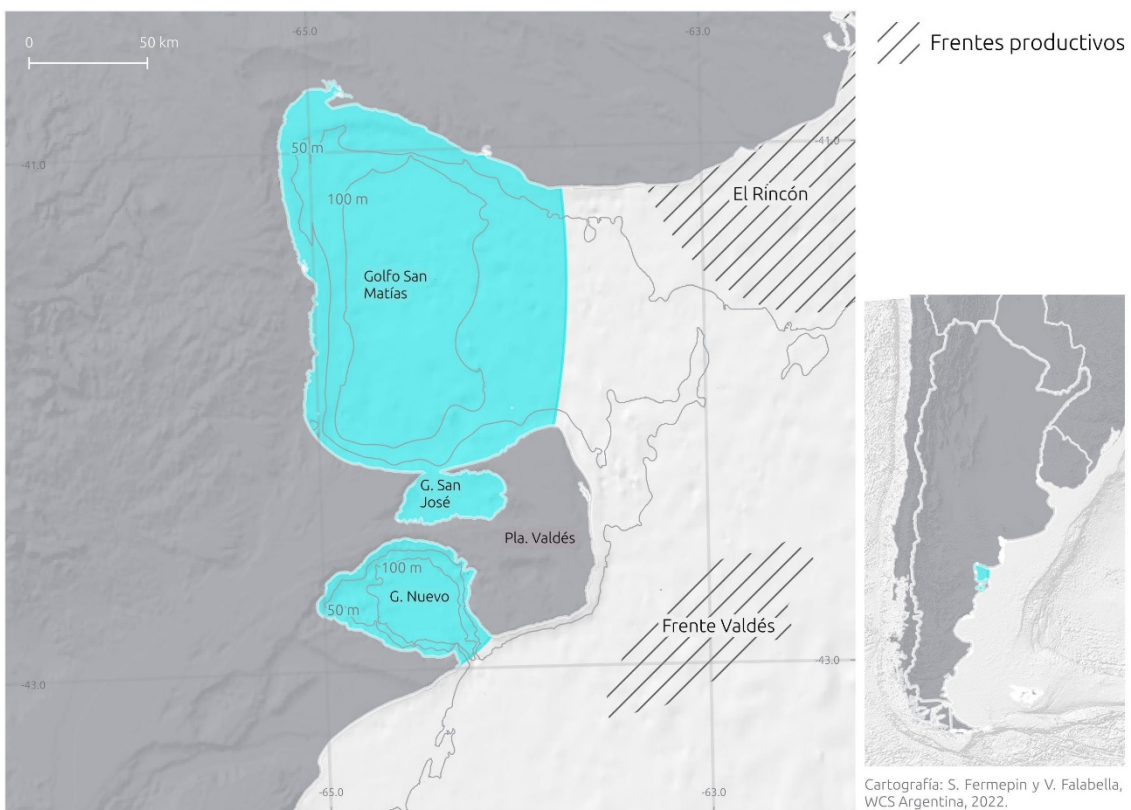 0
50 km
-65.0
-63.0
Frentes productivos
50 m
-41.0
-41.0
100 m
El Rincón
Golfo San
Matías
G. San
José
Pla. Valdés
100 m
G. Nuevo
50 m
Frente Valdés
-43.0
-43.0
-65.0
-63.0
Cartografía: S. Fermepin y V. Falabella,
WCS Argentina, 2022.